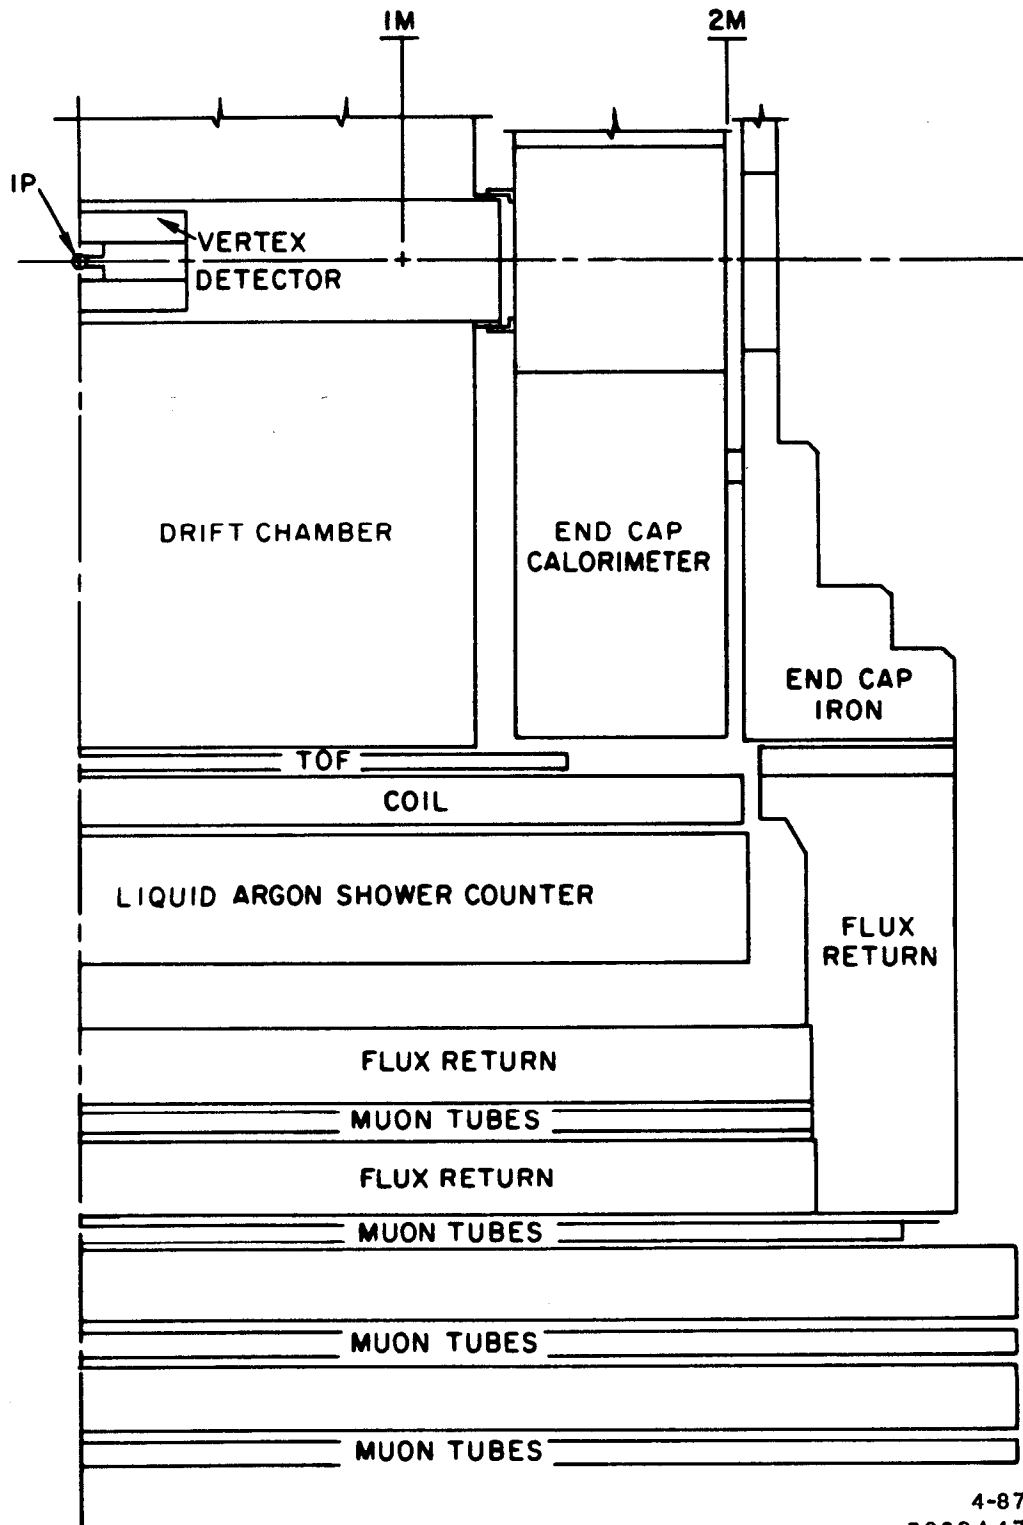 1M
2M
IP
VERTEX
DETECTOR
DRIFT CHAMBER
END CAP
CALORIMETER
END CAP
IRON
TOF
COIL
LIQUID ARGON SHOWER COUNTER
FLUX
RETURN
FLUX RETURN
MUON TUBES
FLUX RETURN
MUON TUBES
MUON TUBES
MUON TUBES
4-87